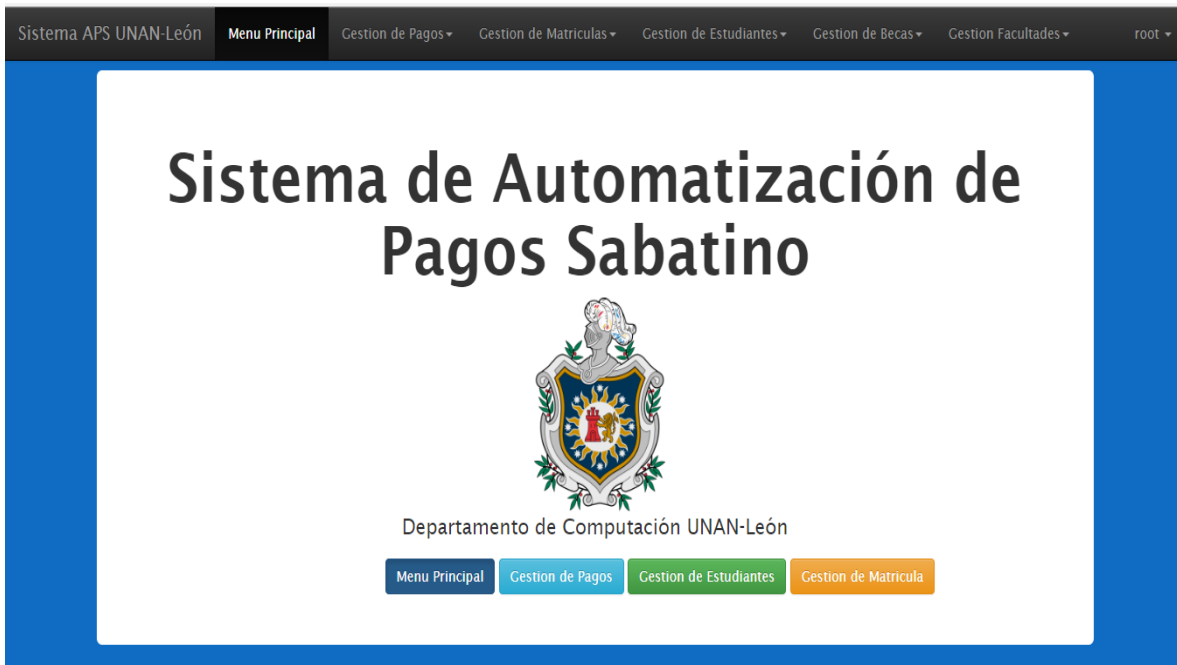 Sistema APS UNAN-León Menu Principal Gestion de Pagos Gestion de Matriculas Gestion de Estudiantes Gestion de Becas Gestion Facultades root
Sistema de Automatización de
Pagos Sabatino
Departamento de Computación UNAN-León
Menu Principal Gestion de Pagos Gestion de Estudiantes Gestion de Matricula